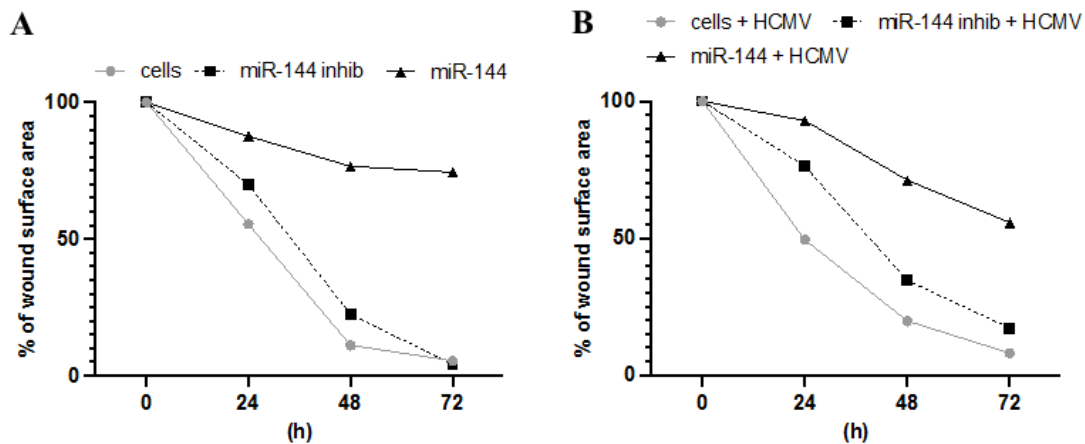 A
cells miR-144 inhib miR-144
% of wound surface area
100
50
0
0 24 48 72
(h)
B
cells + HCMV miR-144 inhib + HCMV
miR-144 + HCMV
% of wound surface area
100
50
0
0 24 48 72
(h)